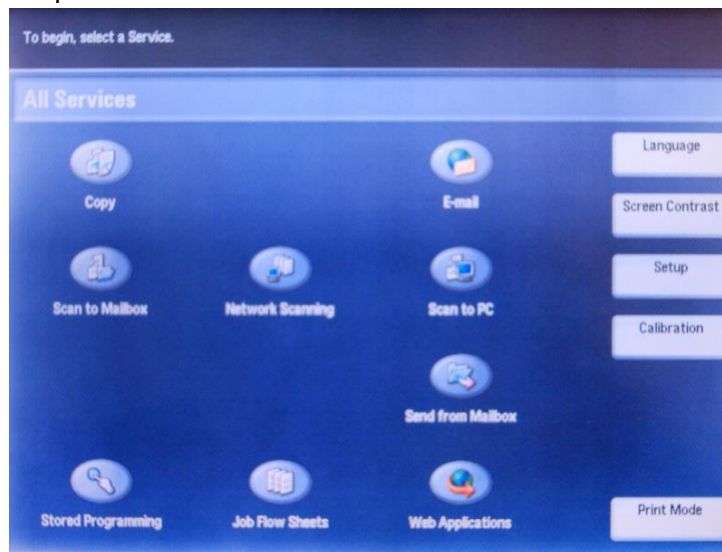 To begin, select a Service.
All Services
Copy
E-mail
Language
Screen Contrast
Scan to Mailbox
Network Scanning
Scan to PC
Setup
Calibration
Send from Mailbox
Stored Programming
Job Flow Sheets
Web Applications
Print Mode